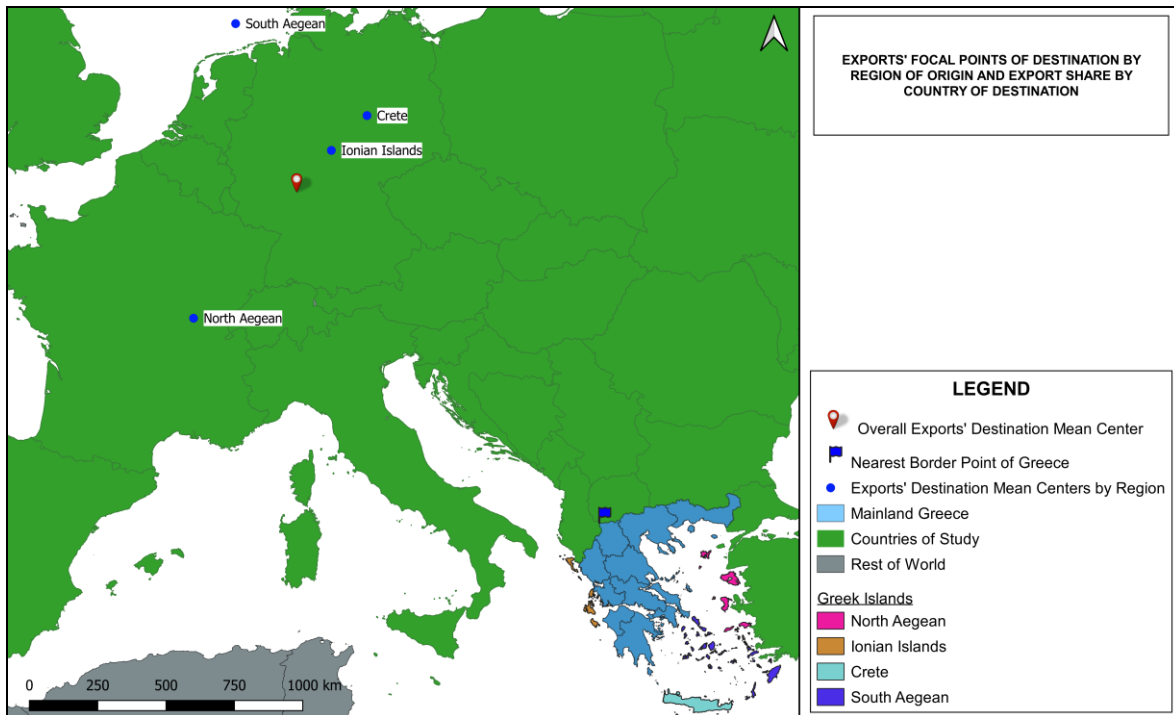 South Aegean
Crete
Ionian Islands
North Aegean
0 250 500 750 1000 km
EXPORTS' FOCAL POINTS OF DESTINATION BY
REGION OF ORIGIN AND EXPORT SHARE BY
COUNTRY OF DESTINATION
LEGEND
Overall Exports' Destination Mean Center
Nearest Border Point of Greece
Exports' Destination Mean Centers by Region
Mainland Greece
Countries of Study
Rest of World
Greek Islands
North Aegean
Ionian Islands
Crete
South Aegean